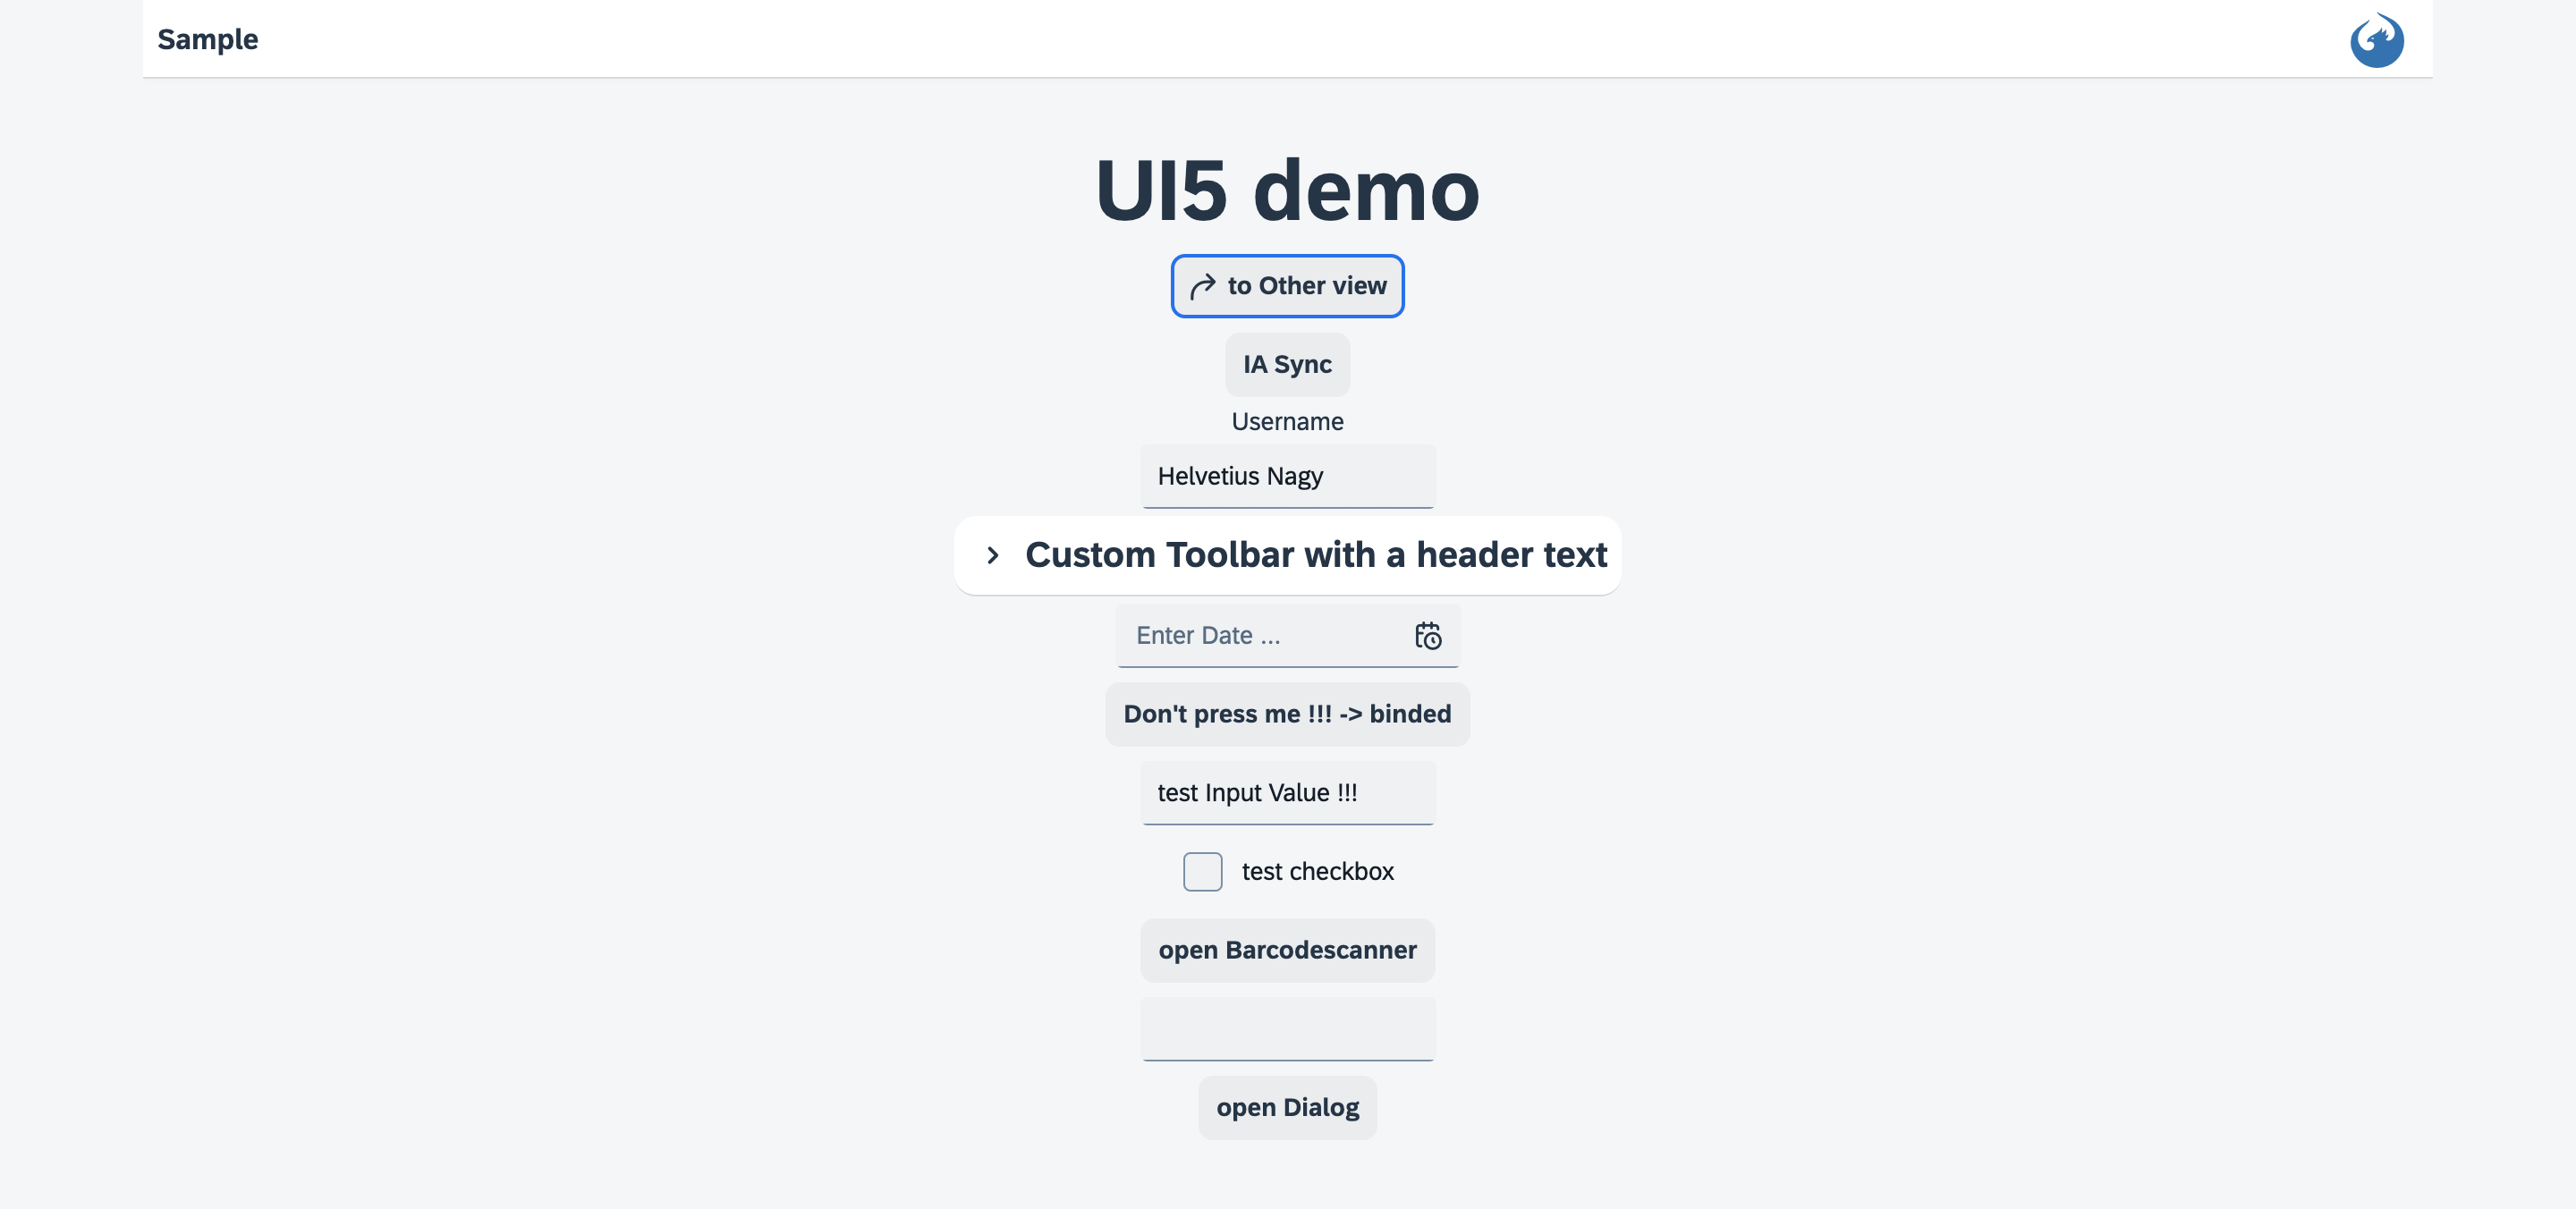 Sample
UI5 demo
to Other view
IA Sync
Username
Helvetius Nagy
Custom Toolbar with a header text
Enter Date ...
Don't press me !!! -> binded
test Input Value !!!
test checkbox
open Barcodescanner
open Dialog